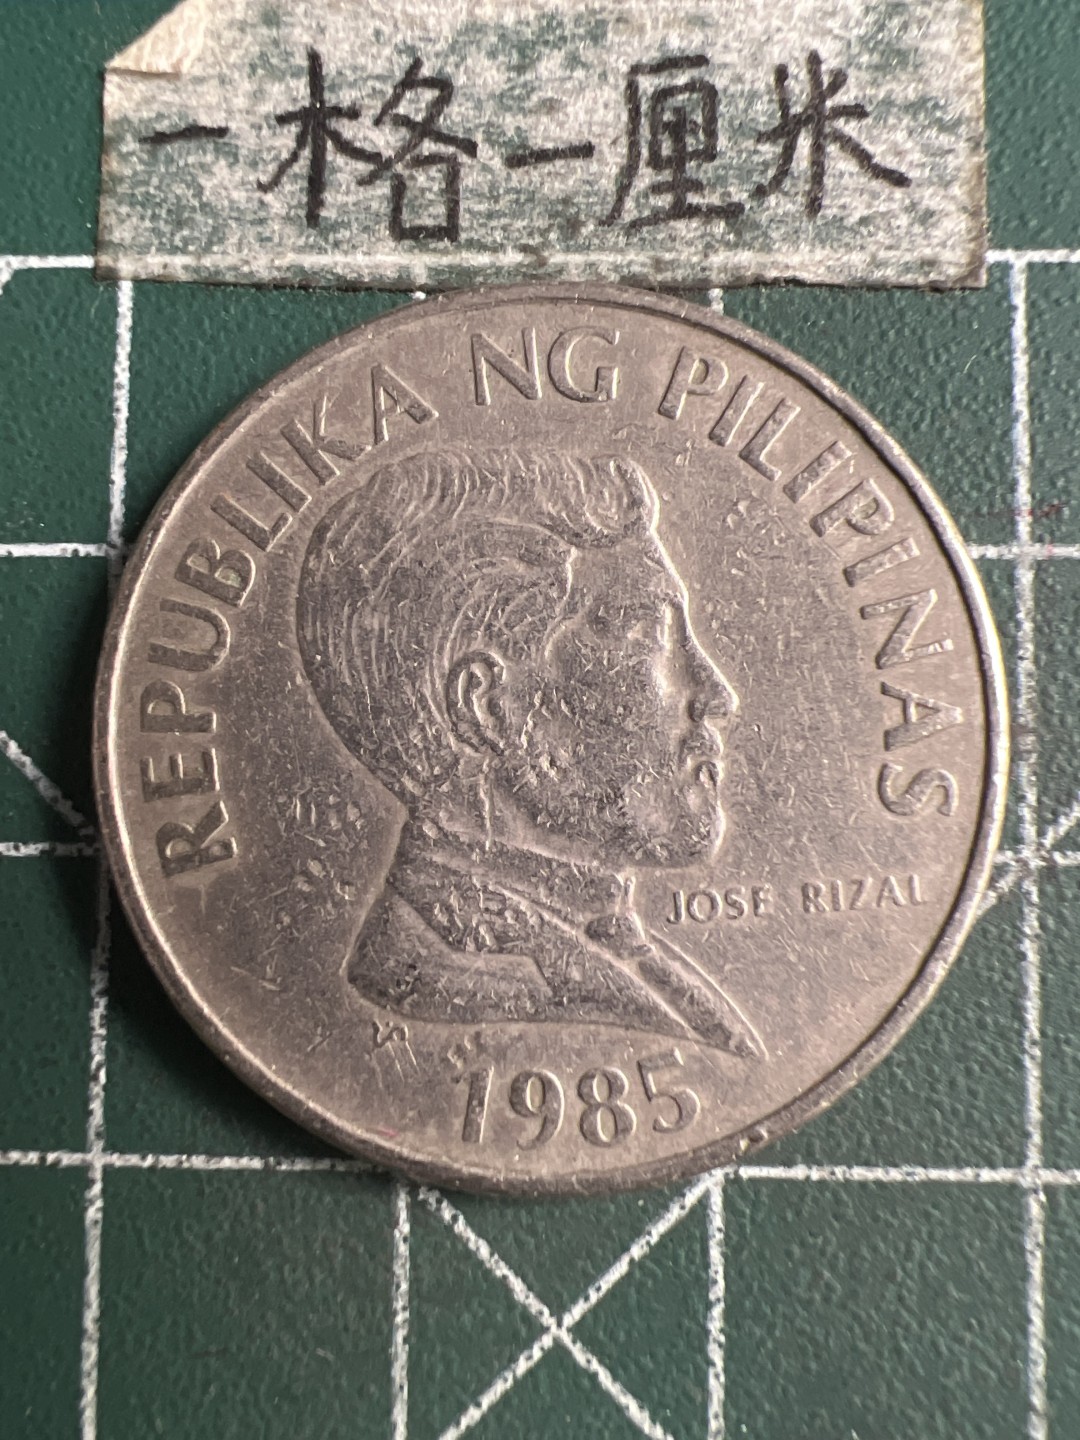 一格一厘米
REPUBLIKA NG PILIPINAS
JOSE RIZAL
1985